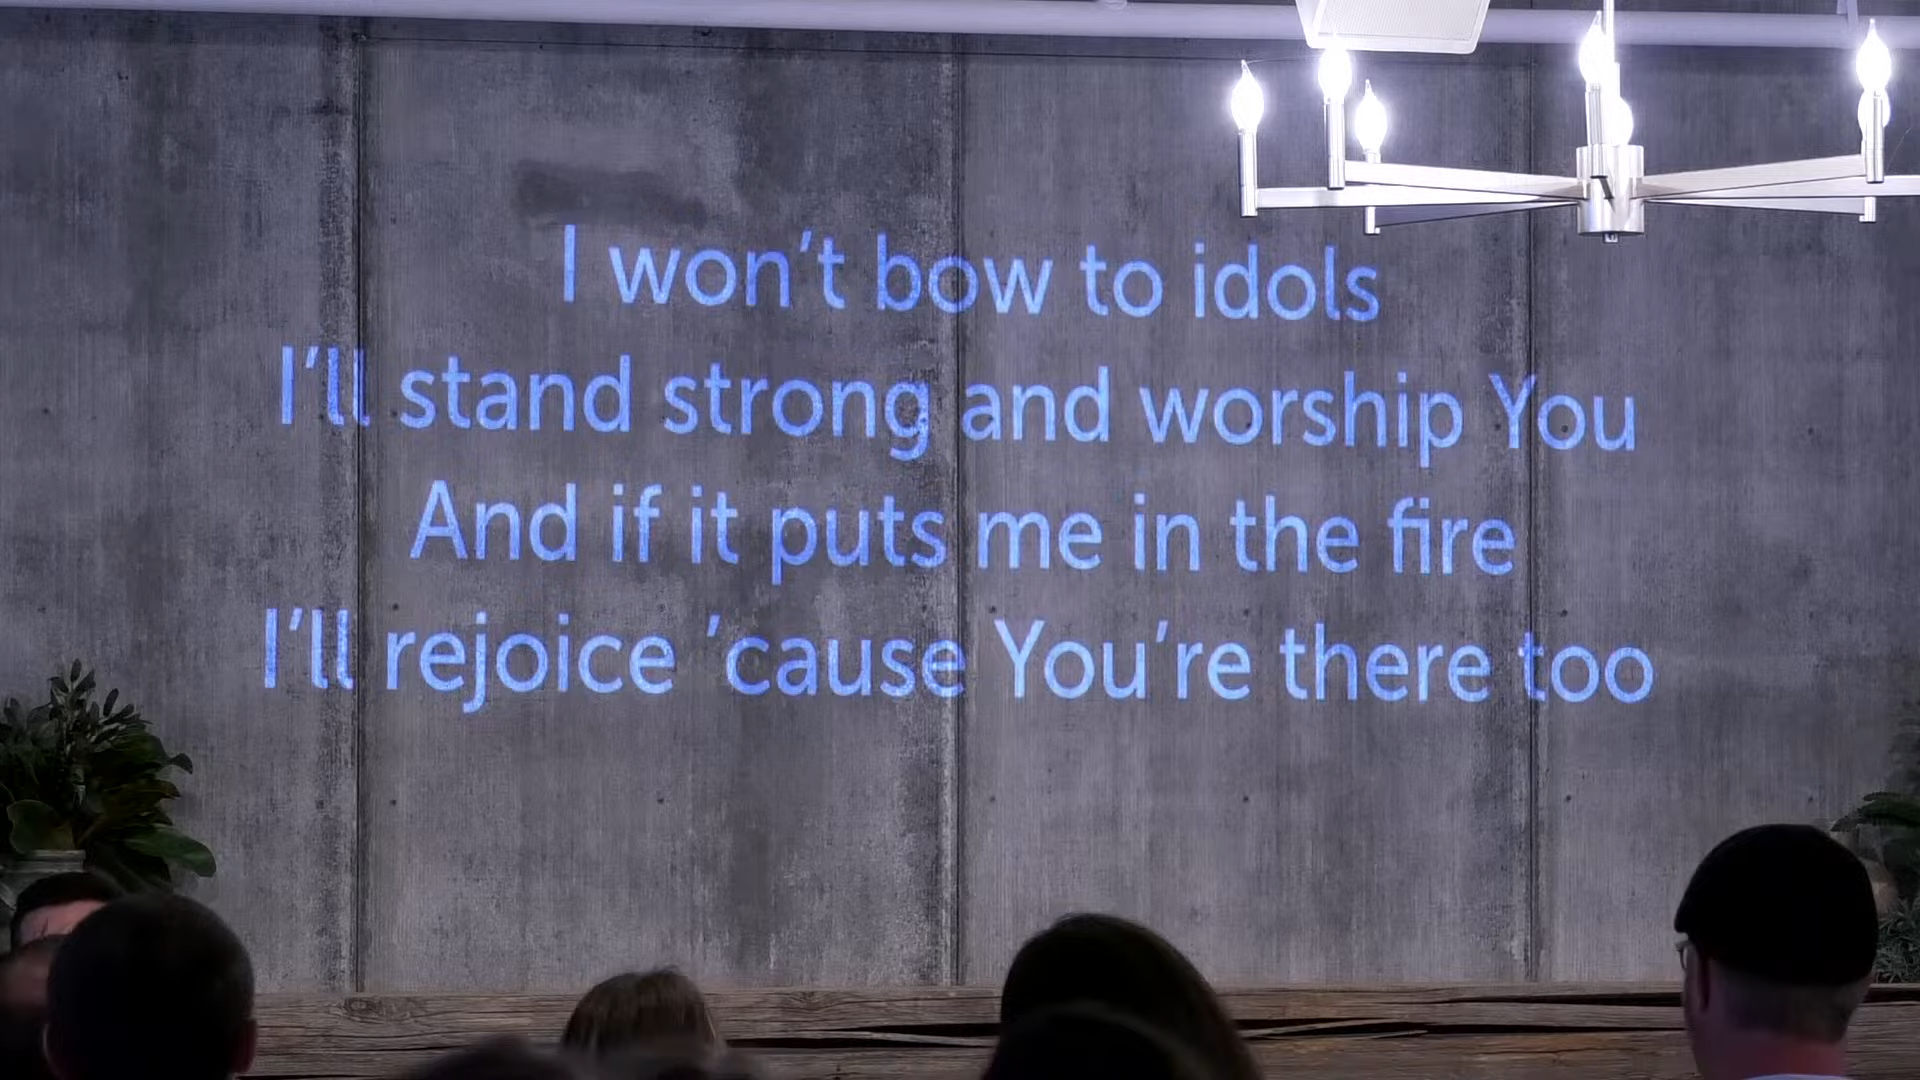 I won’t bow to idols
I’ll stand strong and worship You
And if it puts me in the fire
I’ll rejoice ’cause You’re there too